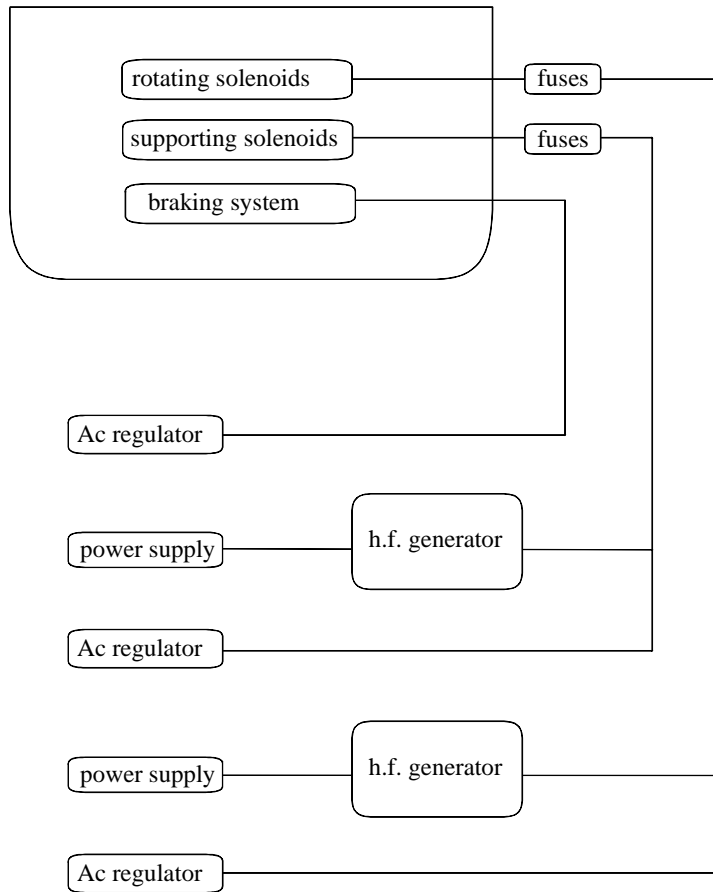 rotating solenoids
fuses
supporting solenoids
fuses
braking system
Ac regulator
power supply
h.f. generator
Ac regulator
power supply
h.f. generator
Ac regulator